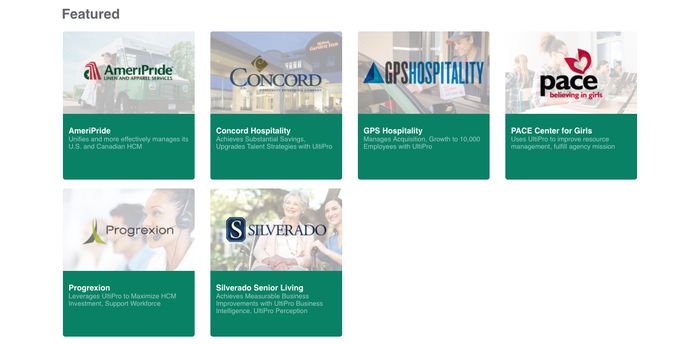 Featured
AmeriPride
LINEN AND APPAREL SERVICES
CONCORD
GPSHOSPITALITY
pace
believing in girls
AmeriPride
Unifies and more effectively manages its
U.S. and Canadian HCM
Concord Hospitality
Achieves Substantial Savings,
Upgrades Talent Strategies with UltiPro
GPS Hospitality
Manages Acquisition, Growth to 10,000
Employees with UltiPro
PACE Center for Girls
Uses UltiPro to improve resource
management, fulfill agency mission
Progrexion
S SILVERADO
Progrexion
Leverages UltiPro to Maximize HCM
Investment, Support Workforce
Silverado Senior Living
Achieves Measurable Business
Improvements with UltiPro Business
Intelligence, UltiPro Perception